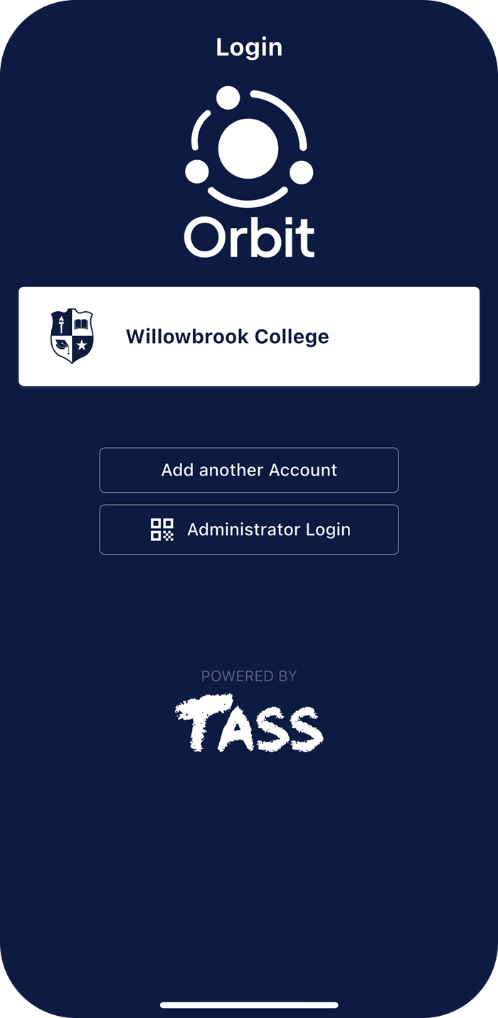 Login
Orbit
Willowbrook College
Add another Account
Administrator Login
POWERED BY
TASS